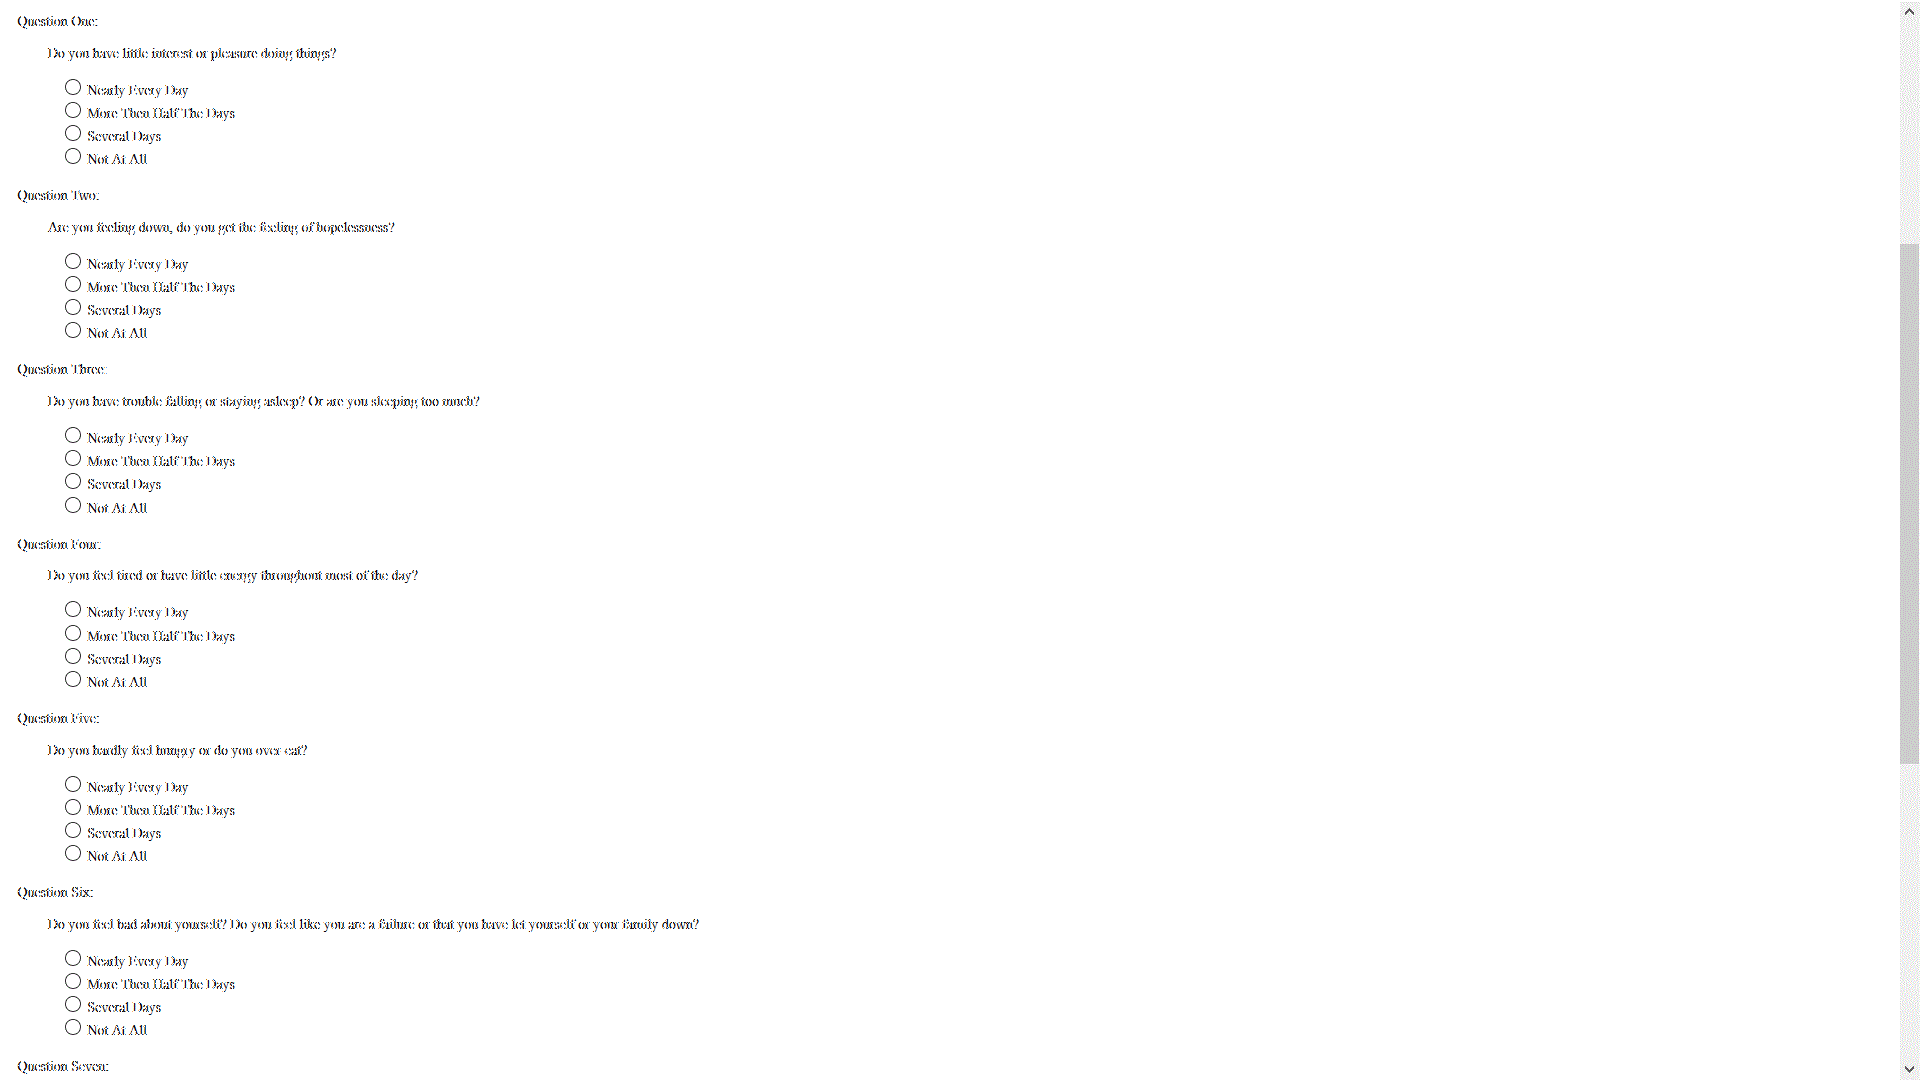 Question One:
Do you have little interest or pleasure doing things?
Nearly Every Day
More Then Half The Days
Several Days
Not At All
Question Two:
Are you feeling down, do you get the feeling of hopelessness?
Nearly Every Day
More Then Half The Days
Several Days
Not At All
Question Three:
Do you have trouble falling or staying asleep? Or are you sleeping too much?
Nearly Every Day
More Then Half The Days
Several Days
Not At All
Question Four:
Do you feel tired or have little energy throughout most of the day?
Nearly Every Day
More Then Half The Days
Several Days
Not At All
Question Five:
Do you hardly feel hungry or do you over eat?
Nearly Every Day
More Then Half The Days
Several Days
Not At All
Question Six:
Do you feel bad about yourself? Do you feel like you are a failure or that you have let yourself or your family down?
Nearly Every Day
More Then Half The Days
Several Days
Not At All
Question Seven: